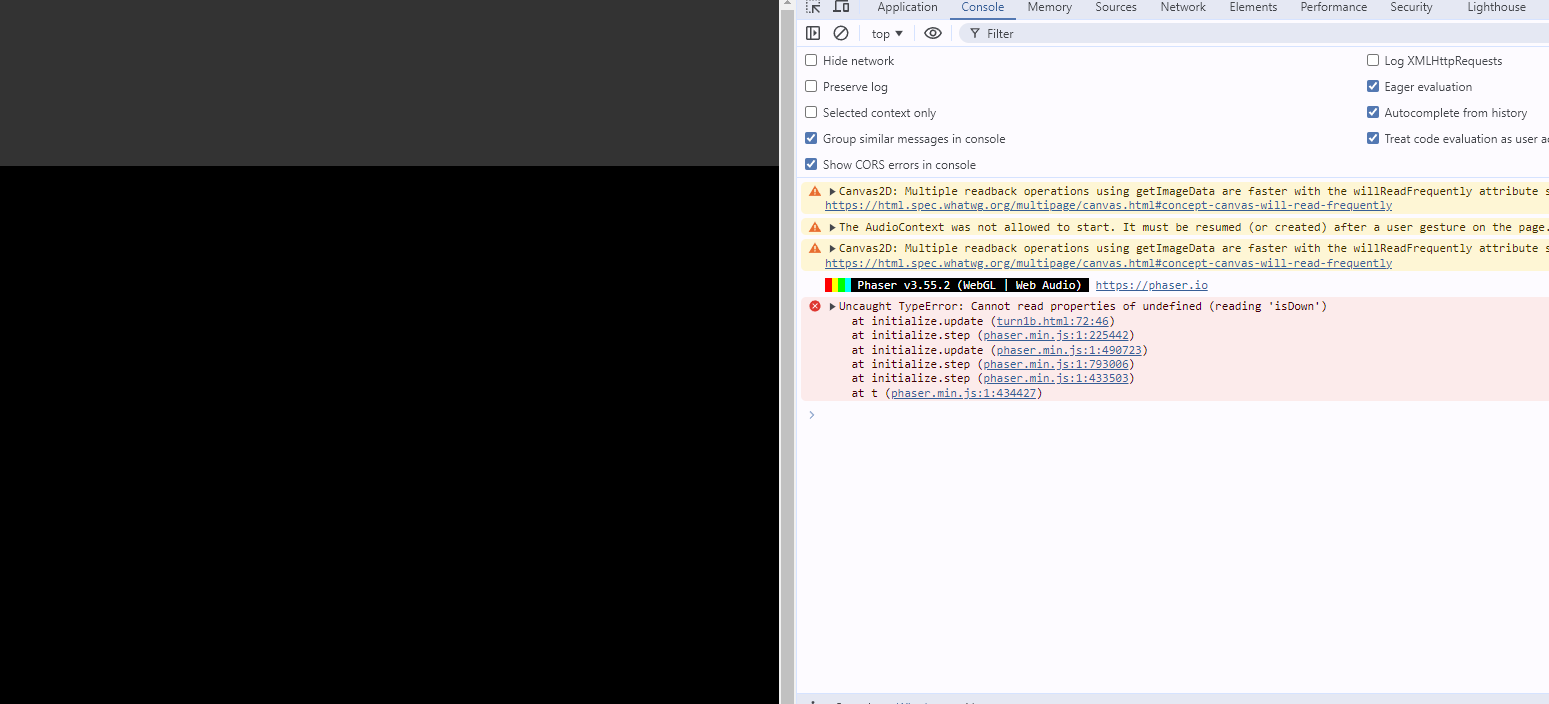 Application Console Memory Sources Network Elements Performance Security Lighthouse
top ▼ Filter
Hide network Log XMLHttpRequests
Preserve log Eager evaluation
Selected context only Autocomplete from history
Group similar messages in console Treat code evaluation as user
Show CORS errors in console
▶Canvas2D: Multiple readback operations using getImageData are faster with the willReadFrequently attribute s
https://html.spec.whatwg.org/multipage/canvas.html#concept-canvas-will-read-frequently
▶The AudioContext was not allowed to start. It must be resumed (or created) after a user gesture on the page.
▶Canvas2D: Multiple readback operations using getImageData are faster with the willReadFrequently attribute s
https://html.spec.whatwg.org/multipage/canvas.html#concept-canvas-will-read-frequently
Phaser v3.55.2 (WebGL | Web Audio) https://phaser.io
▶Uncaught TypeError: Cannot read properties of undefined (reading 'isDown')
at initialize.update (turn1b.html:72:46)
at initialize.step (phaser.min.js:1:225442)
at initialize.update (phaser.min.js:1:490723)
at initialize.step (phaser.min.js:1:793006)
at initialize.step (phaser.min.js:1:433503)
at t (phaser.min.js:1:434427)